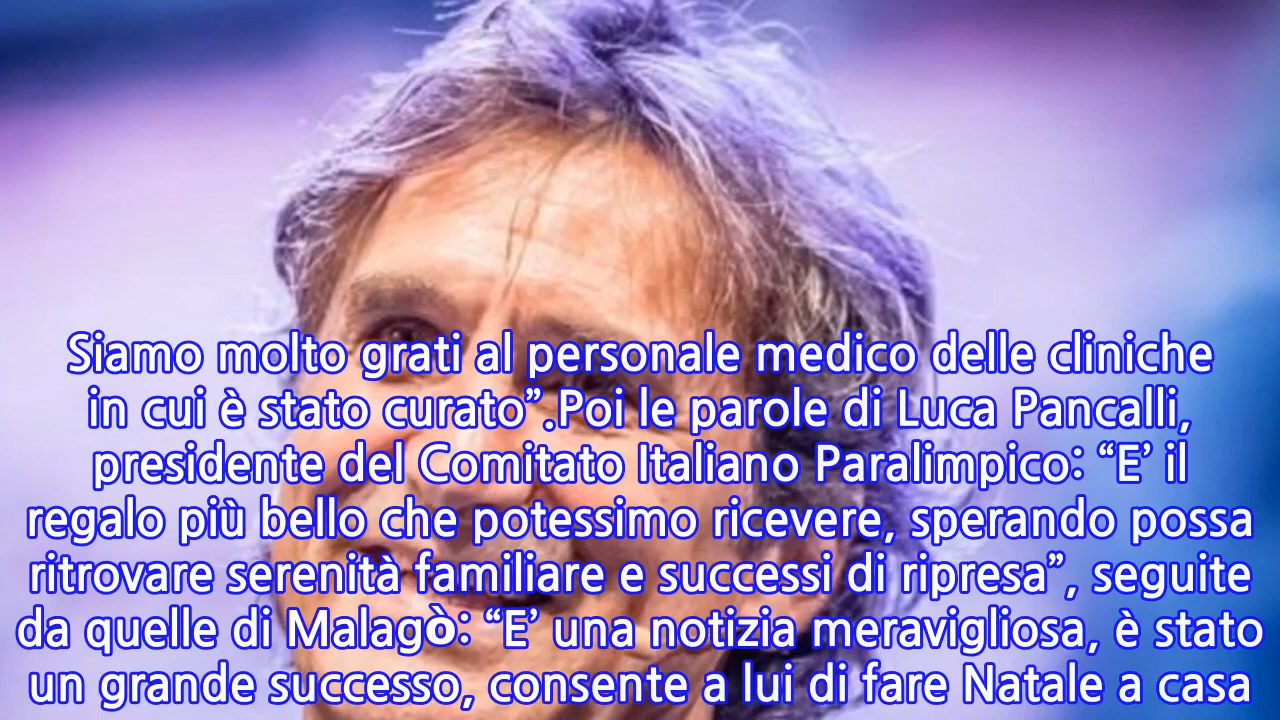 Siamo molto grati al personale medico delle cliniche
in cui è stato curato”.Poi le parole di Luca Pancalli,
presidente del Comitato Italiano Paralimpico: “E’ il
regalo più bello che potessimo ricevere, sperando possa
ritrovare serenità familiare e successi di ripresa”, seguite
da quelle di Malagò: “E’ una notizia meravigliosa, è stato
un grande successo, consente a lui di fare Natale a casa